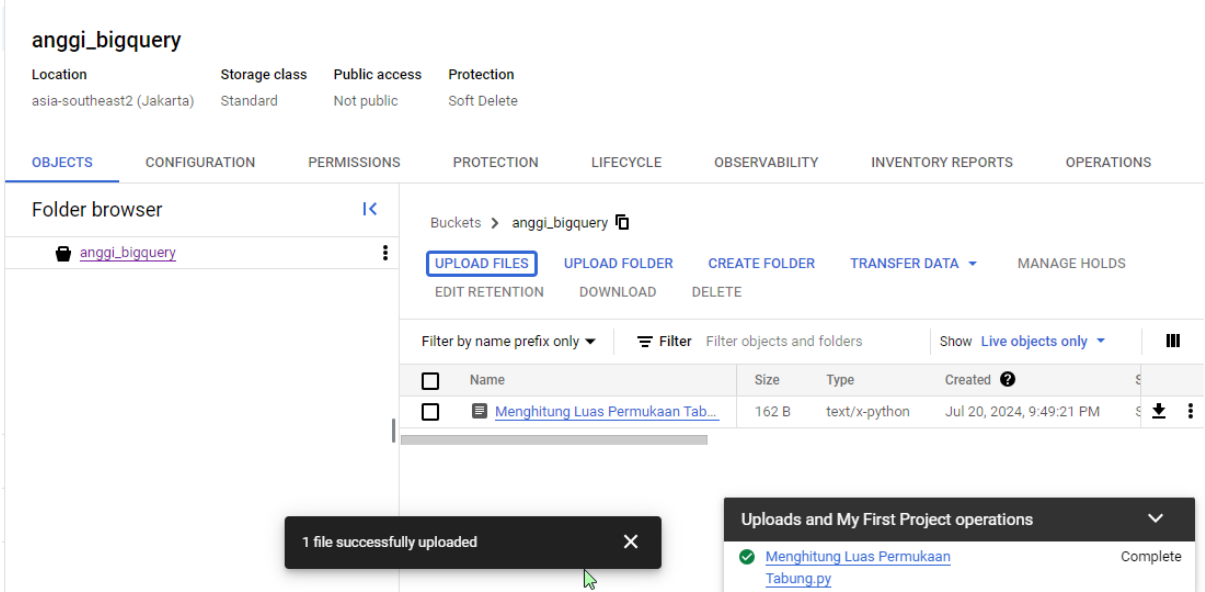 anggi_bigquery
Location Storage class Public access Protection
asia-southeast2 (Jakarta) Standard Not public Soft Delete
OBJECTS CONFIGURATION PERMISSIONS PROTECTION LIFECYCLE OBSERVABILITY INVENTORY REPORTS OPERATIONS
Folder browser
anggi_bigquery
Buckets > anggi_bigquery
UPLOAD FILES UPLOAD FOLDER CREATE FOLDER TRANSFER DATA MANAGE HOLDS
EDIT RETENTION DOWNLOAD DELETE
Filter by name prefix only Filter Filter objects and folders Show Live objects only
Name Size Type Created S
Menghitung Luas Permukaan Tab... 162 B text/x-python Jul 20, 2024, 9:49:21 PM S
1 file successfully uploaded
Uploads and My First Project operations
Menghitung Luas Permukaan Complete
Tabung.py